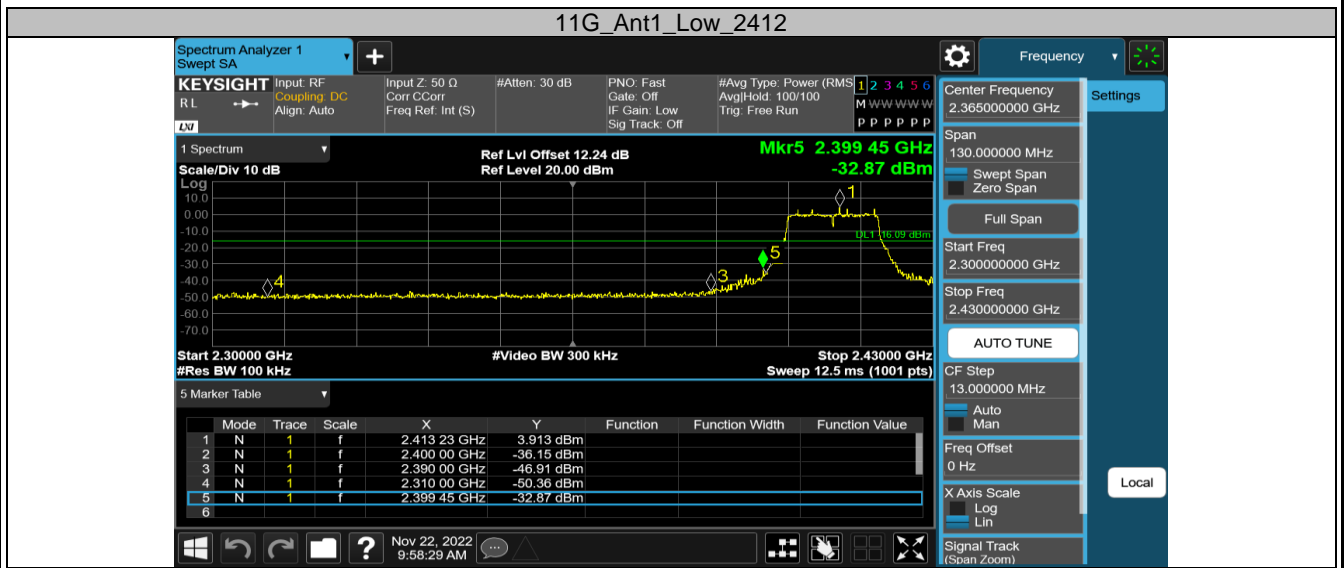 11G_Ant1_Low_2412
Spectrum Analyzer 1
Swept SA
+
Frequency
KEYSIGHT
RL
LXI
Input: RF
Coupling: DC
Align: Auto
Input Z: 50 Ω
Corr CCorr
Freq Ref: Int (S)
#Atten: 30 dB
PNO: Fast
Gate: Off
IF Gain: Low
Sig Track: Off
#Avg Type: Power (RMS
Avg|Hold: 100/100
Trig: Free Run
1 2 3 4 5 6
M W W W W W
P P P P P P
1 Spectrum
Scale/Div 10 dB
Log
Ref Lvl Offset 12.24 dB
Ref Level 20.00 dBm
Mkr5 2.399 45 GHz
-32.87 dBm
10.0
0.00
-10.0
-20.0
-30.0
-40.0
-50.0
-60.0
-70.0
1
5
3
4
DL1 -16.09 dBm
Start 2.30000 GHz
#Res BW 100 kHz
#Video BW 300 kHz
Stop 2.43000 GHz
Sweep 12.5 ms (1001 pts)
5 Marker Table
Mode Trace Scale X Y Function Function Width Function Value
1 N 1 f 2.413 23 GHz 3.913 dBm
2 N 1 f 2.400 00 GHz -36.15 dBm
3 N 1 f 2.390 00 GHz -46.91 dBm
4 N 1 f 2.310 00 GHz -50.36 dBm
5 N 1 f 2.399 45 GHz -32.87 dBm
6
?
Nov 22, 2022
9:58:29 AM
Center Frequency
2.365000000 GHz
Span
130.000000 MHz
Swept Span
Zero Span
Full Span
Start Freq
2.300000000 GHz
Stop Freq
2.430000000 GHz
AUTO TUNE
CF Step
13.000000 MHz
Auto
Man
Freq Offset
0 Hz
X Axis Scale
Log
Lin
Signal Track
(Span Zoom)
Settings
Local